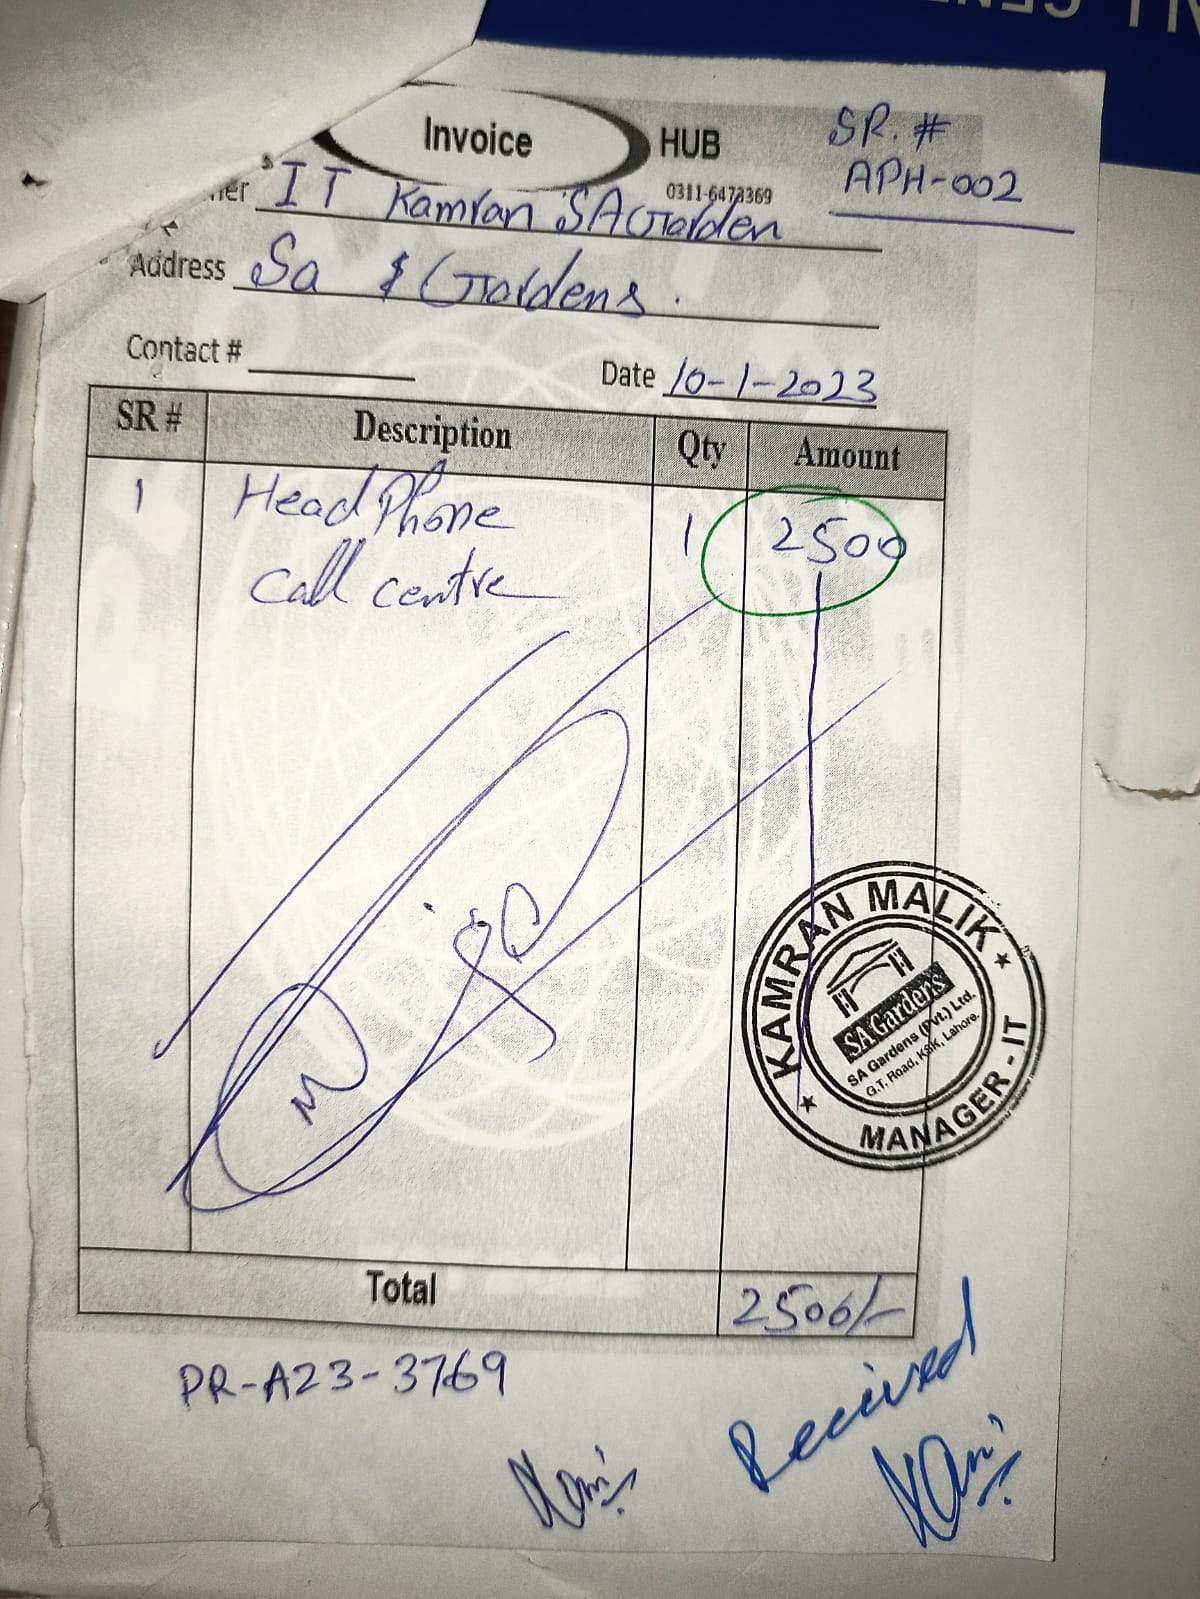 Invoice
HUB
0311-6473369
SR. #
APH-002
IT Kamran SAGarden
Address Sa $ Gardens.
Contact #
Date 10-1-2023
SR # Description Qty Amount
1 Head Phone 1 2500
Call centre
KAMRAN MALIK
MANAGER - IT
SA Gardens
SA Gardens (Pvt.) Ltd.
G.T. Road, KSK, Lahore.
Total 2500/-
PR-A23-3769
Received